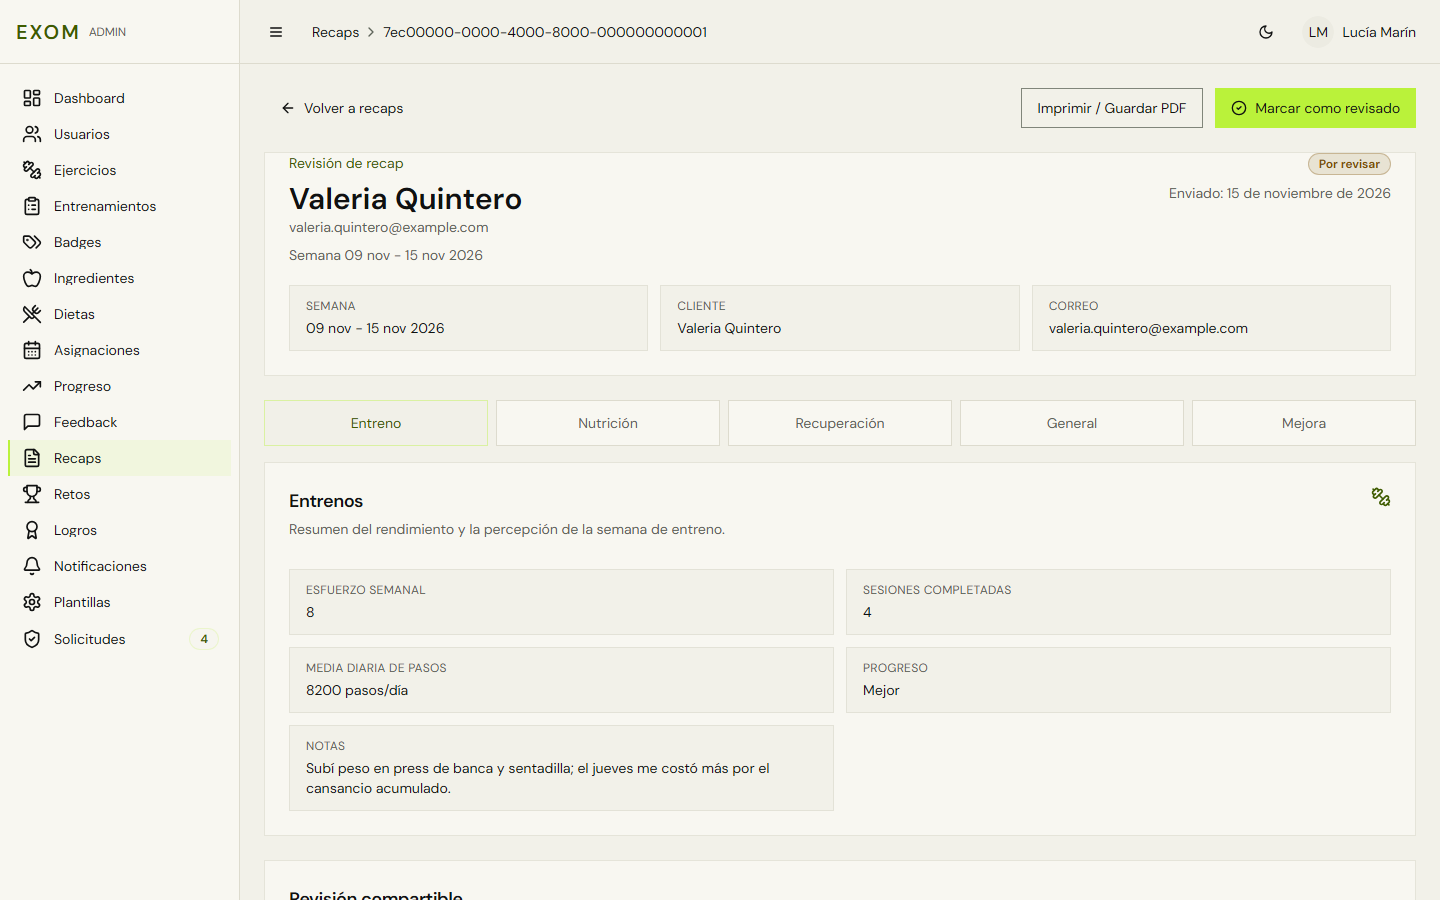 EXOM ADMIN
Recaps > 7ec00000-0000-4000-8000-000000000001
LM Lucía Marín
Dashboard
Usuarios
Ejercicios
Entrenamientos
Badges
Ingredientes
Dietas
Asignaciones
Progreso
Feedback
Recaps
Retos
Logros
Notificaciones
Plantillas
Solicitudes 4
Volver a recaps
Imprimir / Guardar PDF
Marcar como revisado
Revisión de recap
Por revisar
Valeria Quintero
Enviado: 15 de noviembre de 2026
valeria.quintero@example.com
Semana 09 nov - 15 nov 2026
SEMANA
09 nov - 15 nov 2026
CLIENTE
Valeria Quintero
CORREO
valeria.quintero@example.com
Entreno
Nutrición
Recuperación
General
Mejora
Entrenos
Resumen del rendimiento y la percepción de la semana de entreno.
ESFUERZO SEMANAL
8
SESIONES COMPLETADAS
4
MEDIA DIARIA DE PASOS
8200 pasos/día
PROGRESO
Mejor
NOTAS
Subí peso en press de banca y sentadilla; el jueves me costó más por el
cansancio acumulado.
Revisión compartible